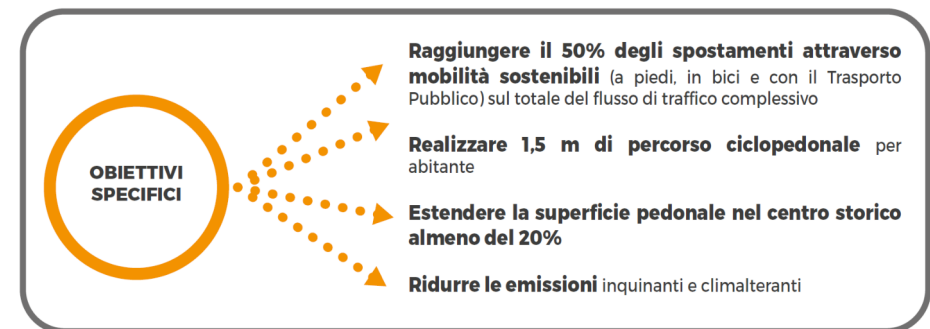 OBIETTIVI
SPECIFICI
Raggiungere il 50% degli spostamenti attraverso
mobilità sostenibili (a piedi, in bici e con il Trasporto
Pubblico) sul totale del flusso di traffico complessivo
Realizzare 1,5 m di percorso ciclopedonale per
abitante
Estendere la superficie pedonale nel centro storico
almeno del 20%
Ridurre le emissioni inquinanti e climalteranti